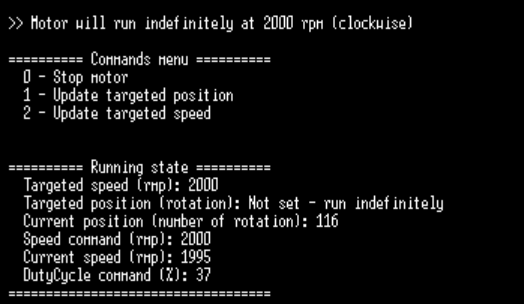 >> Motor will run indefinitely at 2000 rpm (clockwise)
========== Commands menu ==========
0 - Stop motor
1 - Update targeted position
2 - Update targeted speed
========== Running state ==========
Targeted speed (rmp): 2000
Targeted position (rotation): Not set - run indefinitely
Current position (number of rotation): 116
Speed command (rmp): 2000
Current speed (rmp): 1995
DutyCycle command (%): 37
===================================